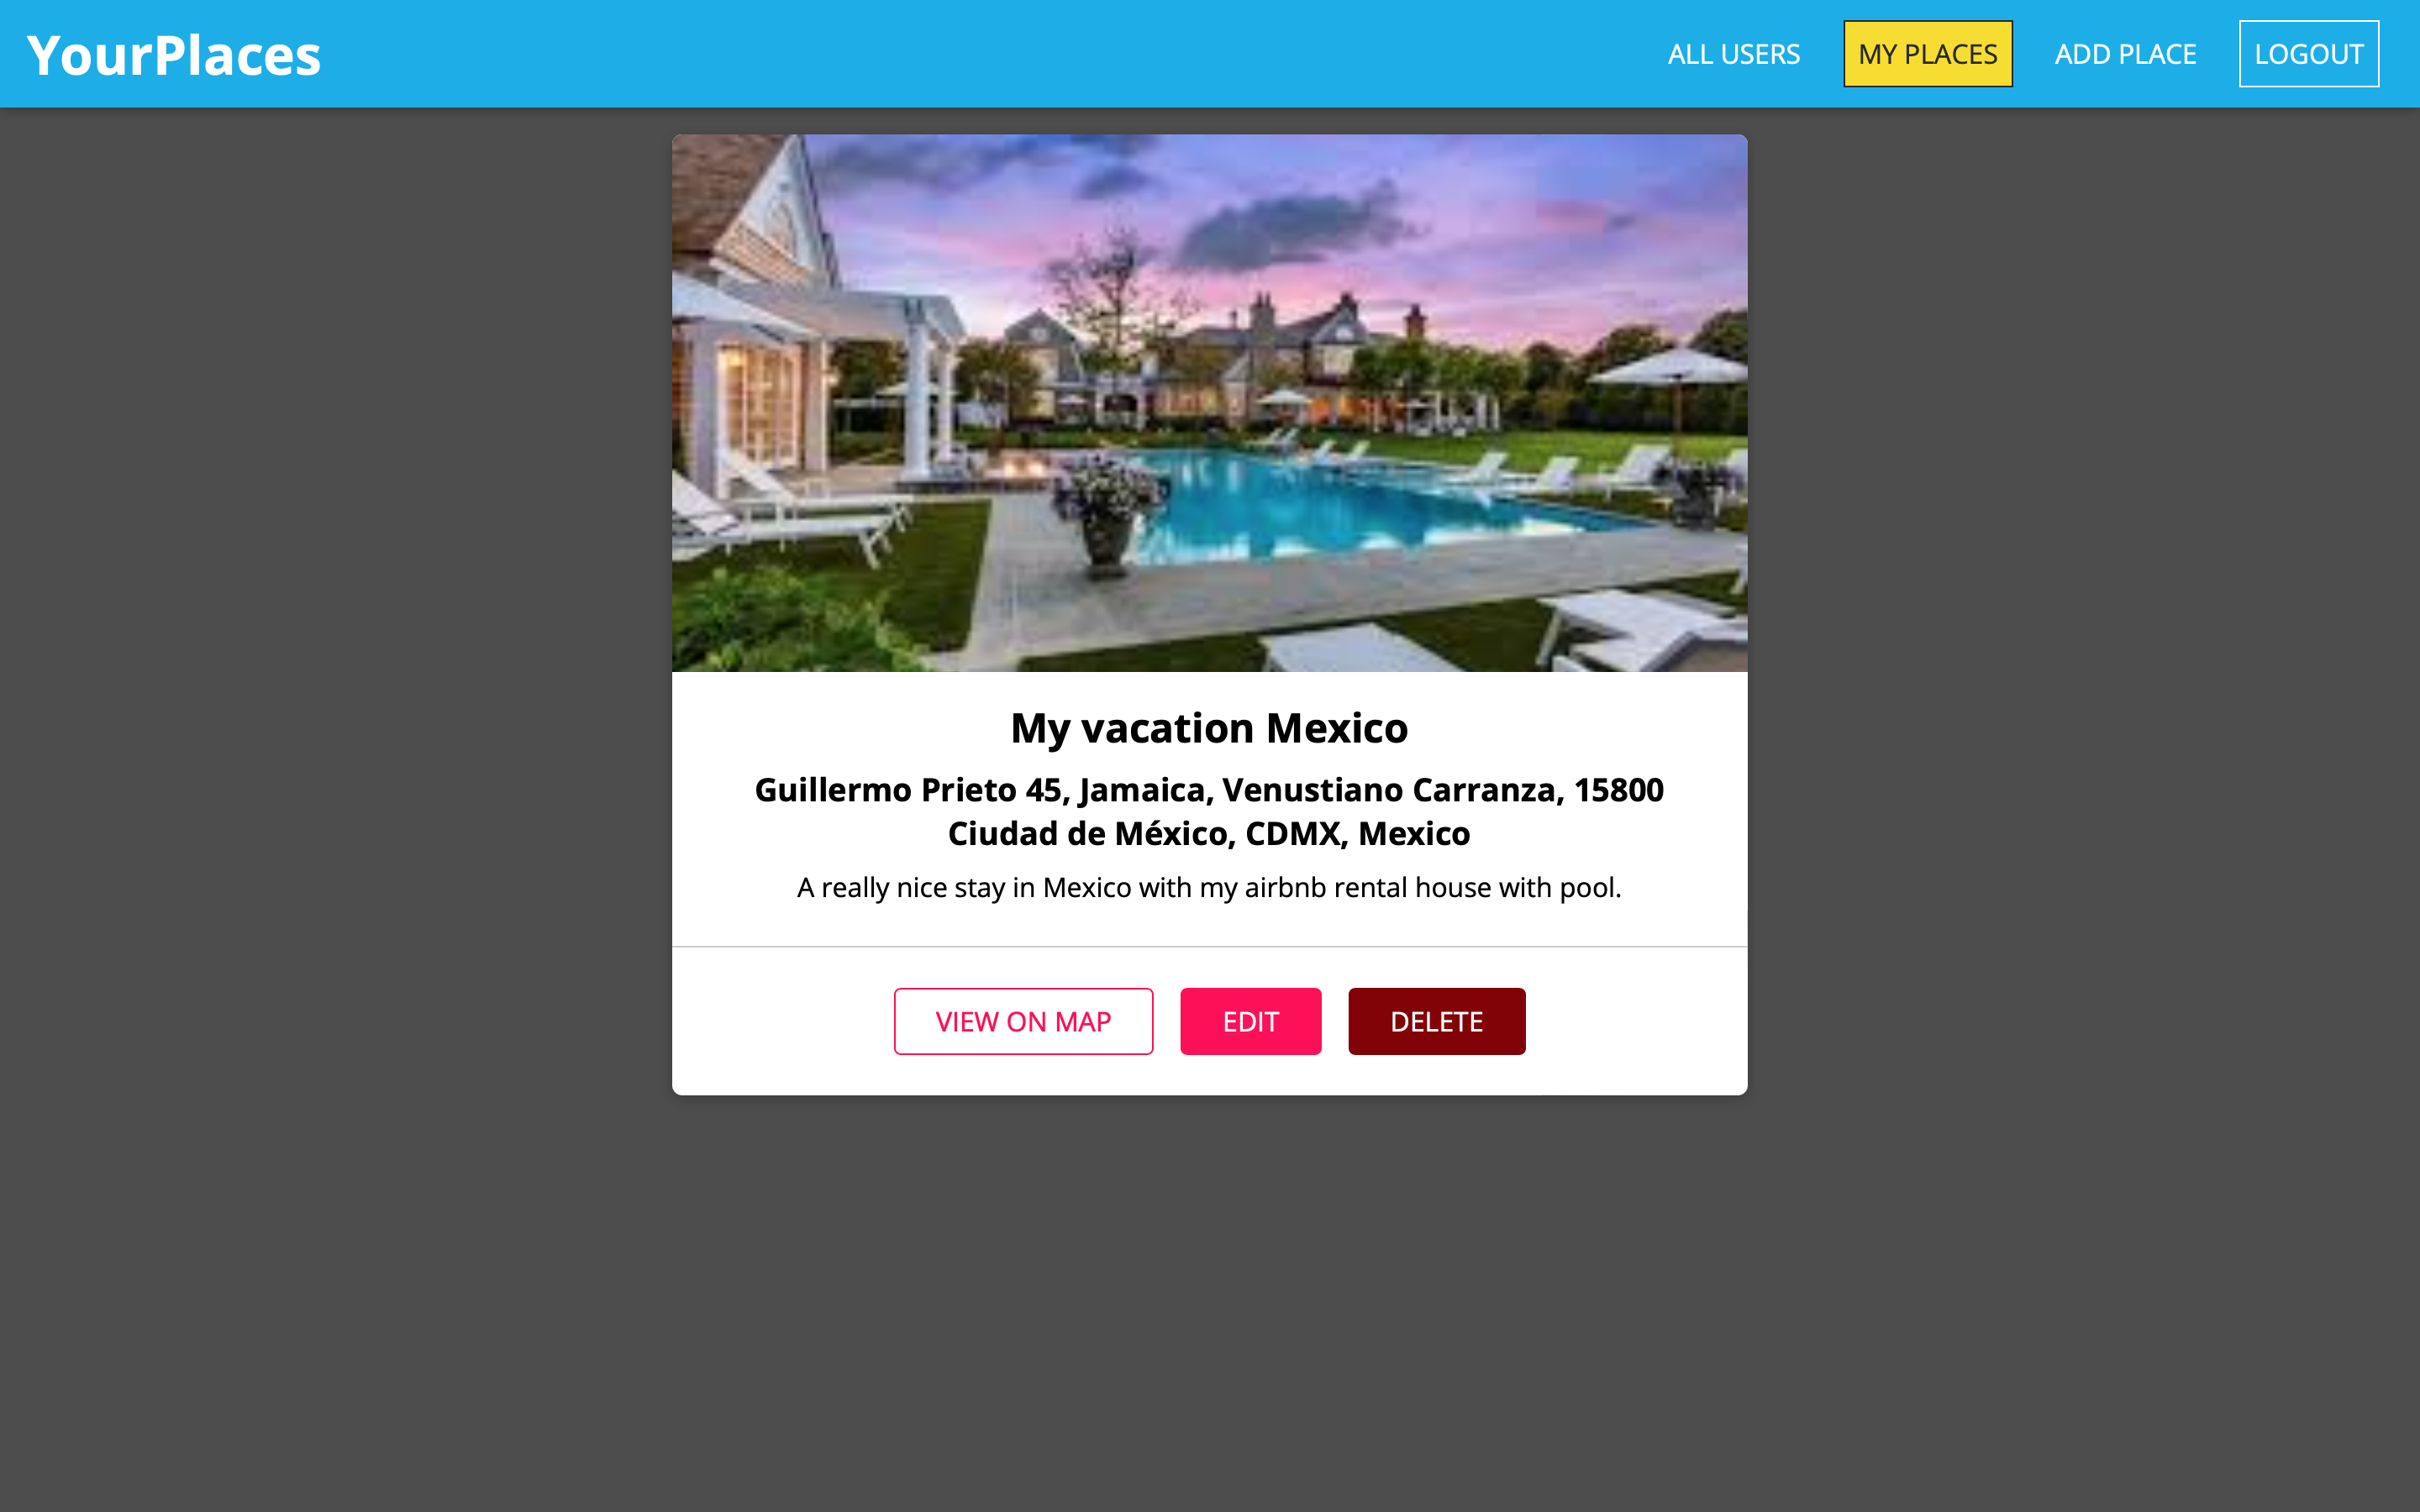 YourPlaces
ALL USERS
MY PLACES
ADD PLACE
LOGOUT
My vacation Mexico
Guillermo Prieto 45, Jamaica, Venustiano Carranza, 15800
Ciudad de México, CDMX, Mexico
A really nice stay in Mexico with my airbnb rental house with pool.
VIEW ON MAP
EDIT
DELETE